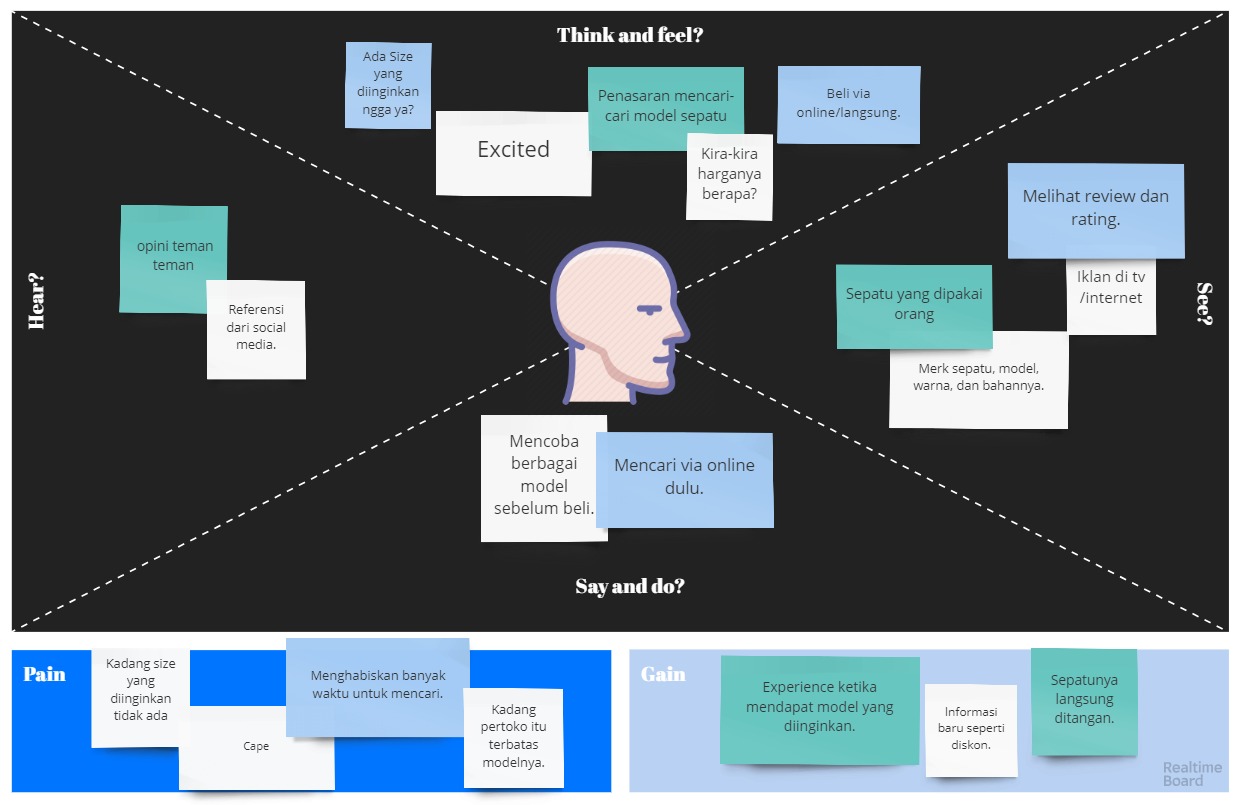 Think and feel?
Ada Size
yang
diinginkan
ngga ya?
Excited
Penasaran mencari-
cari model sepatu
Kira-kira
harganya
berapa?
Beli via
online/langsung.
Hear?
opini teman
teman
Referensi
dari social
media.
See?
Melihat review dan
rating.
Iklan di tv
/internet
Sepatu yang dipakai
orang
Merk sepatu, model,
warna, dan bahannya.
Mencoba
berbagai
model
sebelum beli.
Mencari via online
dulu.
Say and do?
Pain
Kadang size
yang
diinginkan
tidak ada
Cape
Menghabiskan banyak
waktu untuk mencari.
Kadang
pertoko itu
terbatas
modelnya.
Gain
Experience ketika
mendapat model yang
diinginkan.
Informasi
baru seperti
diskon.
Sepatunya
langsung
ditangan.
Realtime
Board